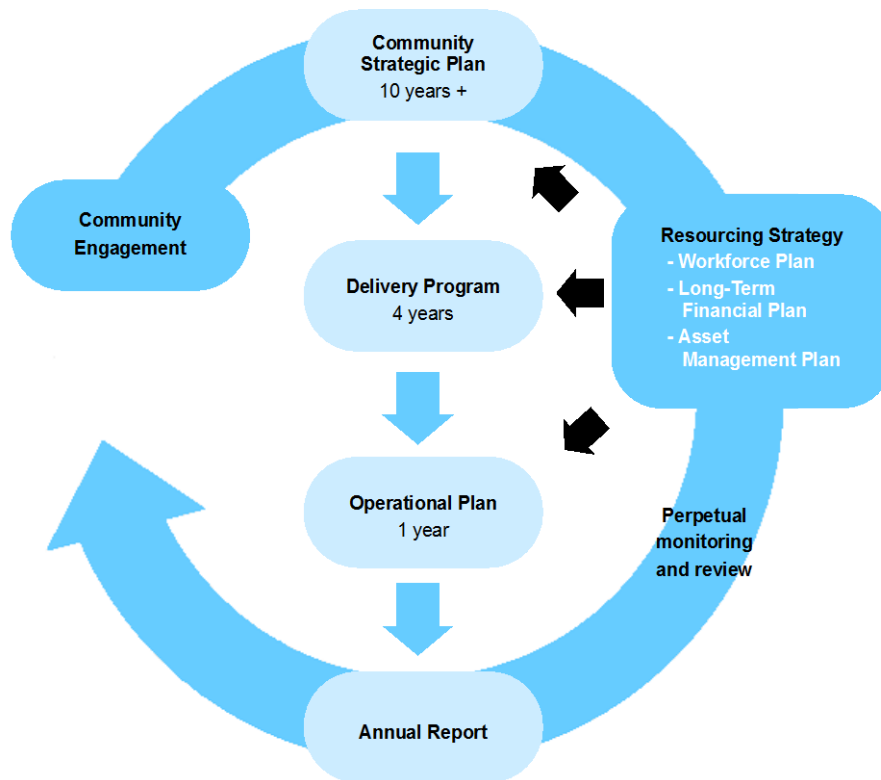 Community
Strategic Plan
10 years +
Community
Engagement
Resourcing Strategy
- Workforce Plan
- Long-Term
Financial Plan
- Asset
Management Plan
Delivery Program
4 years
Operational Plan
1 year
Perpetual
monitoring
and review
Annual Report